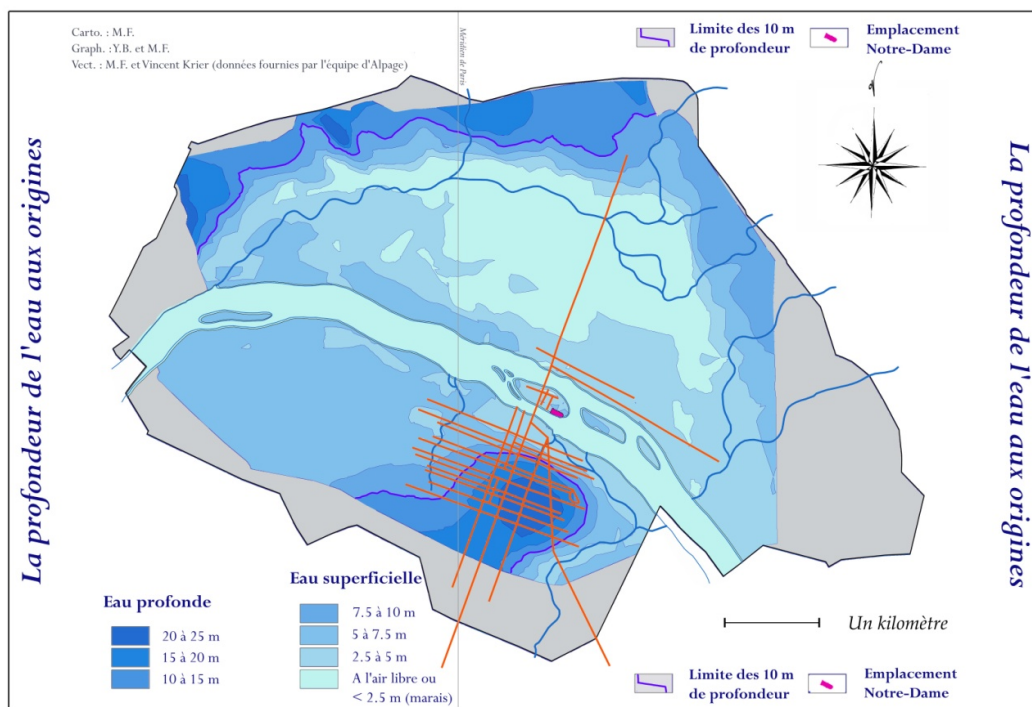 Carto. : M.F.
Graph. :Y.B. et M.F.
Vect. : M.F. et Vincent Krier (données fournies par l'équipe d'Alpage)
Méridien de Paris
Limite des 10 m
de profondeur
Emplacement
Notre-Dame
La profondeur de l'eau aux origines
La profondeur de l'eau aux origines
Eau profonde
20 à 25 m
15 à 20 m
10 à 15 m
Eau superficielle
7.5 à 10 m
5 à 7.5 m
2.5 à 5 m
A l'air libre ou
< 2.5 m (marais)
Un kilomètre
Limite des 10 m
de profondeur
Emplacement
Notre-Dame